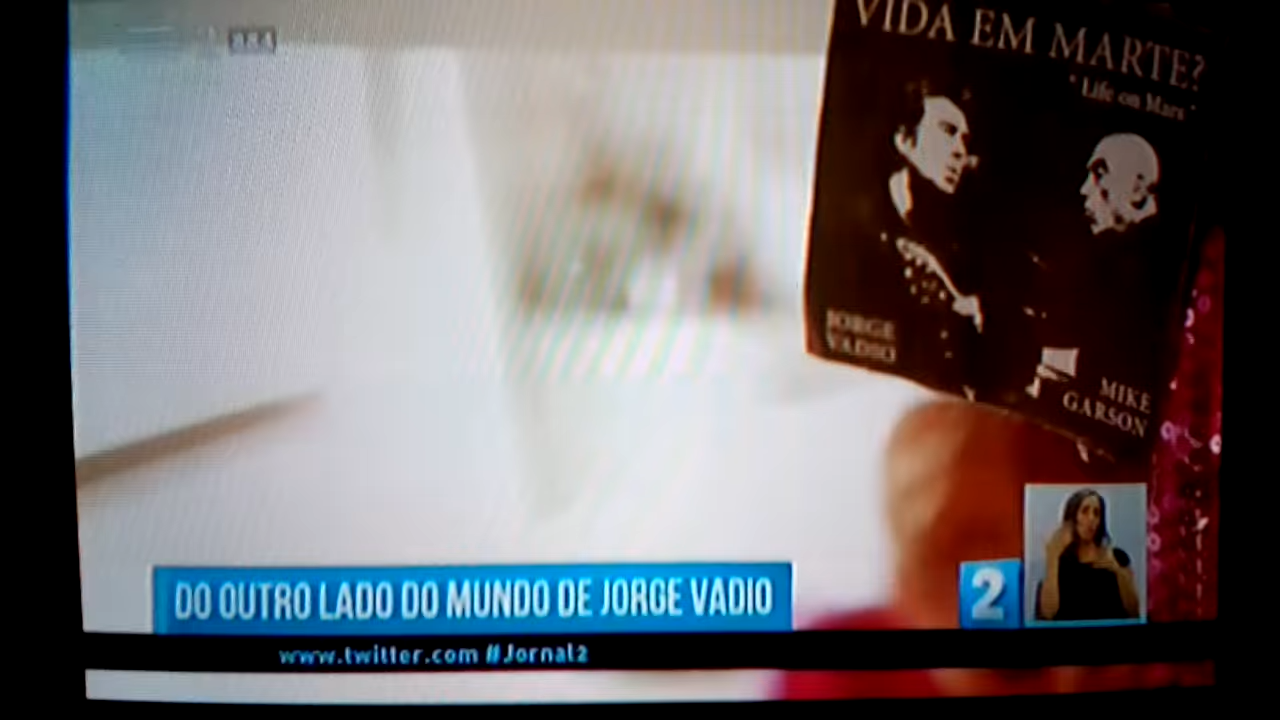 VIDA EM MARTE?
"Life on Mars"
JORGE
VADIO
MIKE
GARSON
DO OUTRO LADO DO MUNDO DE JORGE VADIO
2
www.twitter.com #Jornal2